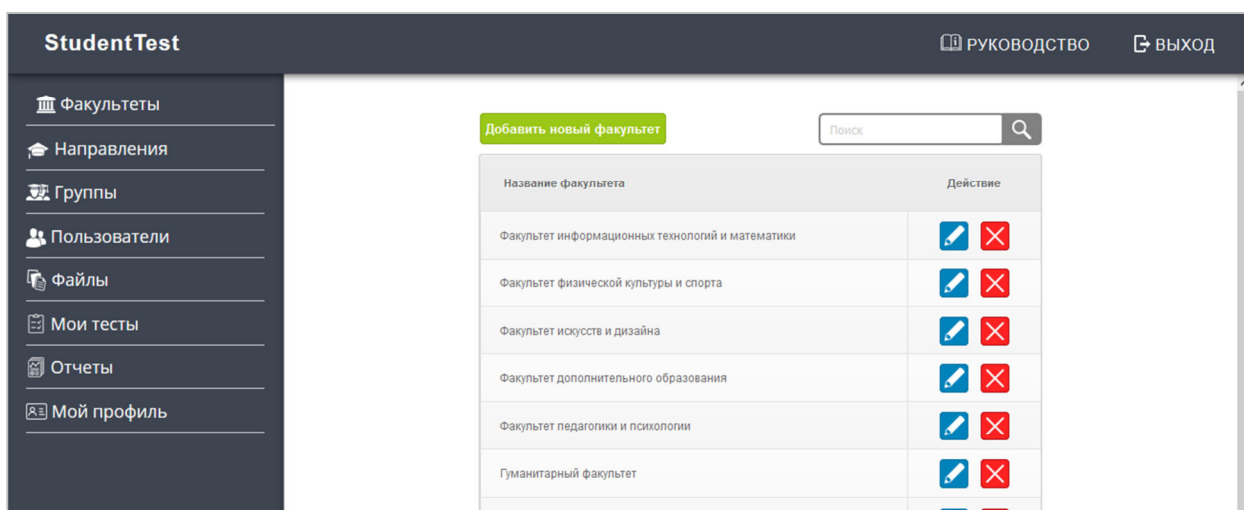 StudentTest
РУКОВОДСТВО
ВЫХОД
Факультеты
Направления
Группы
Пользователи
Файлы
Мои тесты
Отчеты
Мой профиль
Добавить новый факультет
Поиск
Название факультета Действие
Факультет информационных технологий и математики
Факультет физической культуры и спорта
Факультет искусств и дизайна
Факультет дополнительного образования
Факультет педагогики и психологии
Гуманитарный факультет